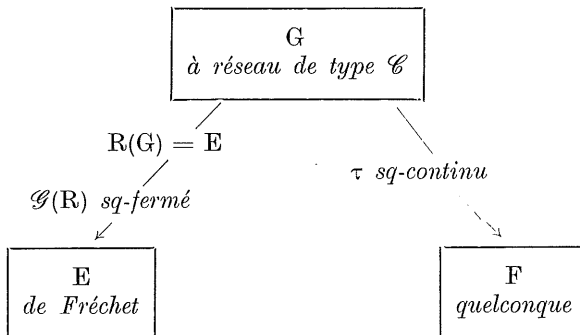 G
à réseau de type 𝒞
R(G) = E
τ sq-continu
𝒢(R) sq-fermé
E
de Fréchet
F
quelconque